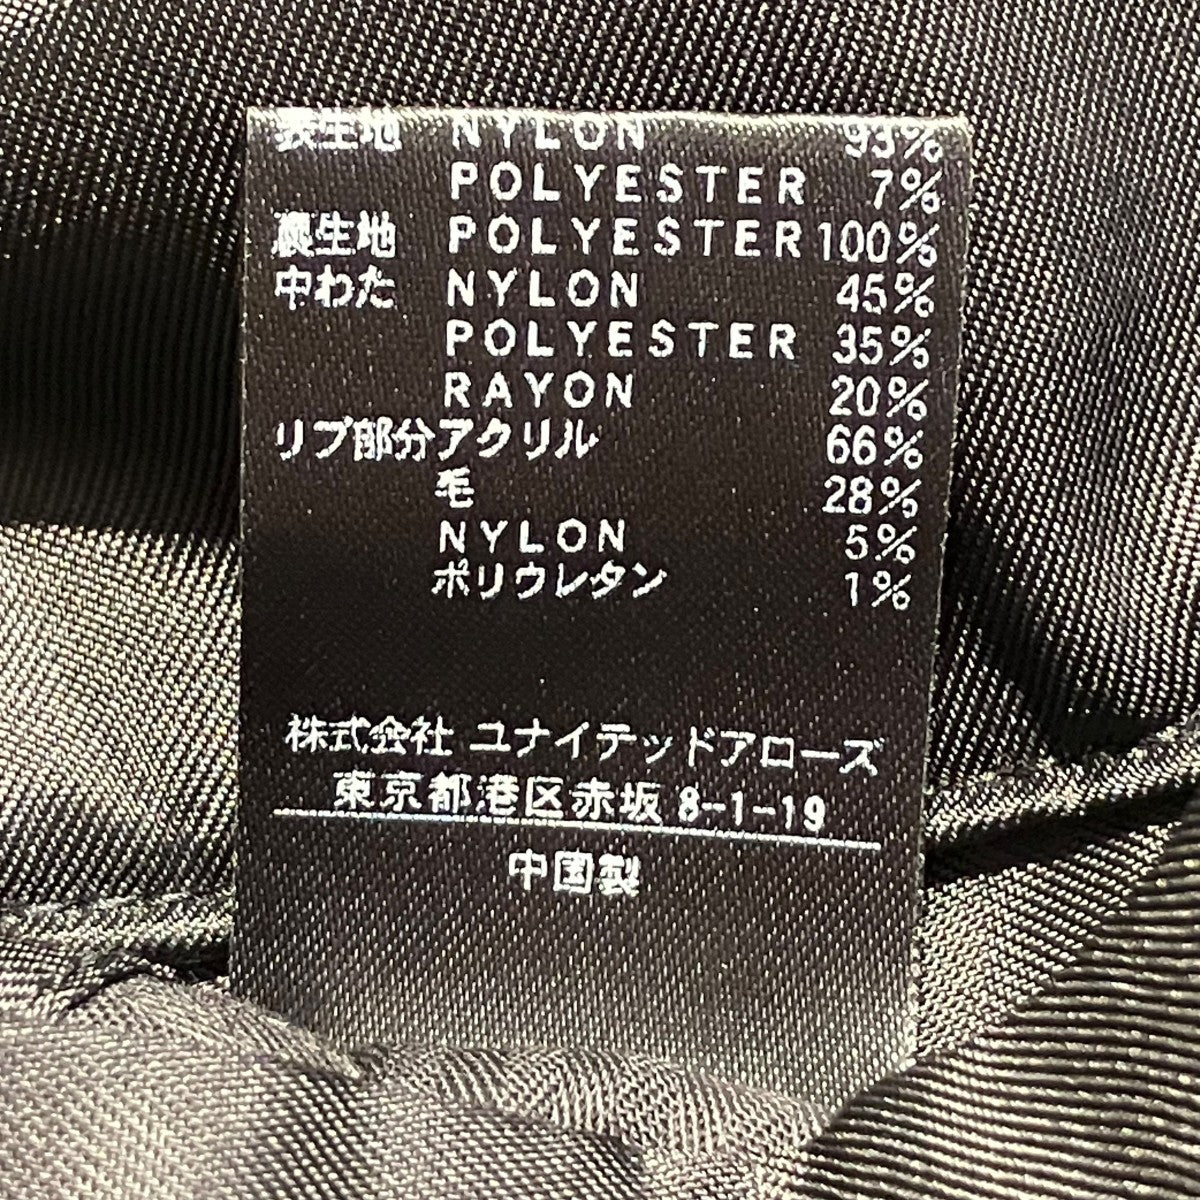 表生地 NYLON 93%
POLYESTER 7%
裏生地 POLYESTER 100%
中わた NYLON 45%
POLYESTER 35%
RAYON 20%
リブ部分アクリル 66%
毛 28%
NYLON 5%
ポリウレタン 1%
株式会社 ユナイテッドアローズ
東京都港区赤坂 8-1-19
中国製